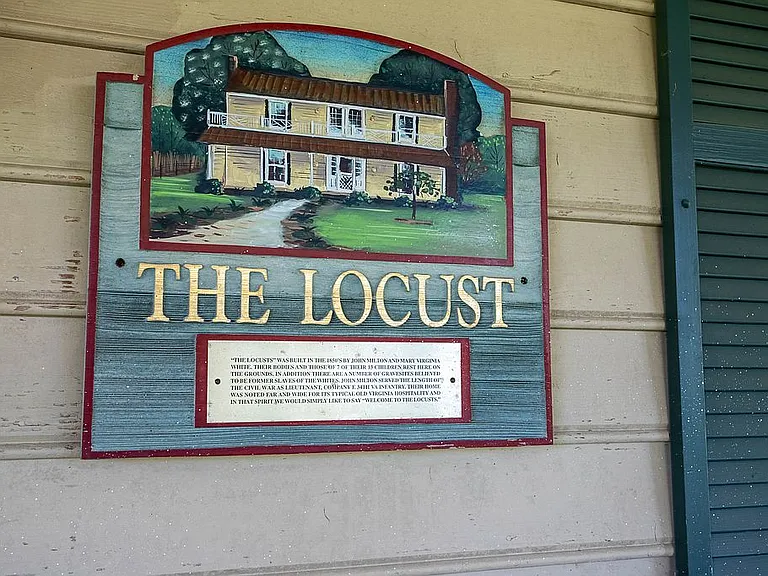 THE LOCUST
"THE LOCUSTS" WAS BUILT IN THE 1850'S BY JOHN MILTON AND MARY VIRGINIA
WHITE. THEIR BODIES AND THOSE OF 7 OF THEIR 13 CHILDREN REST HERE ON
THE GROUNDS. IN ADDITION THERE ARE A NUMBER OF GRAVESITES BELIEVED
TO BE FORMER SLAVES OF THE WHITES. JOHN MILTON SERVED THE LENGTH OF
THE CIVIL WAR AS LIEUTENANT, COMPANY F, 34TH VA INFANTRY. THEIR HOME
WAS NOTED FAR AND WIDE FOR ITS TYPICAL OLD VIRGINIA HOSPITALITY AND
IN THAT SPIRIT WE WOULD SIMPLY LIKE TO SAY "WELCOME TO THE LOCUSTS."